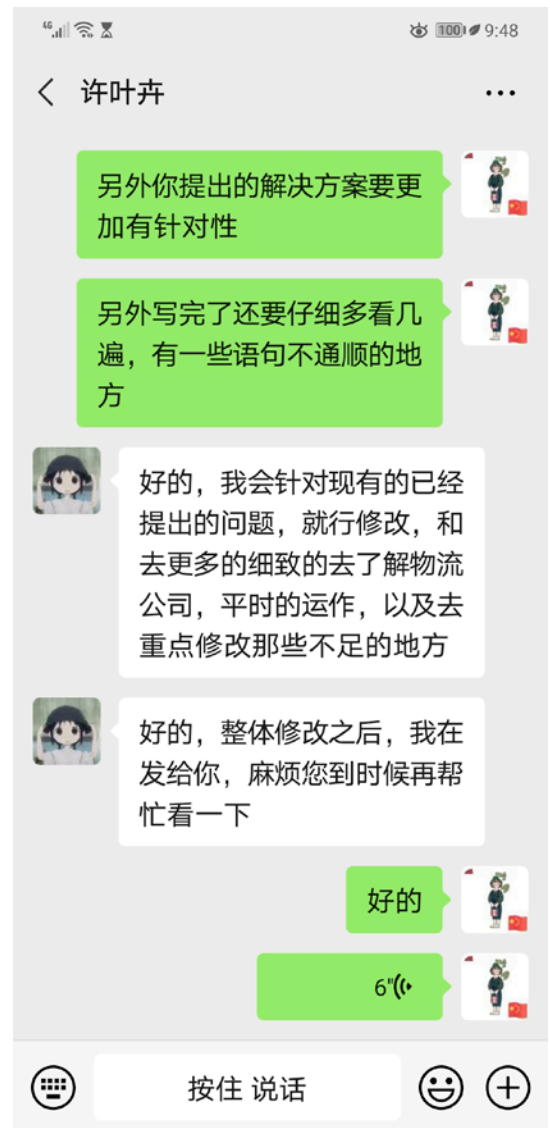 4G 100 9:48
许叶卉
另外你提出的解决方案要更
加有针对性
另外写完了还要仔细多看几
遍，有一些语句不通顺的地
方
好的，我会针对现有的已经
提出的问题，就行修改，和
去更多的细致的去了解物流
公司，平时的运作，以及去
重点修改那些不足的地方
好的，整体修改之后，我在
发给你，麻烦您到时候再帮
忙看一下
好的
6"
按住 说话